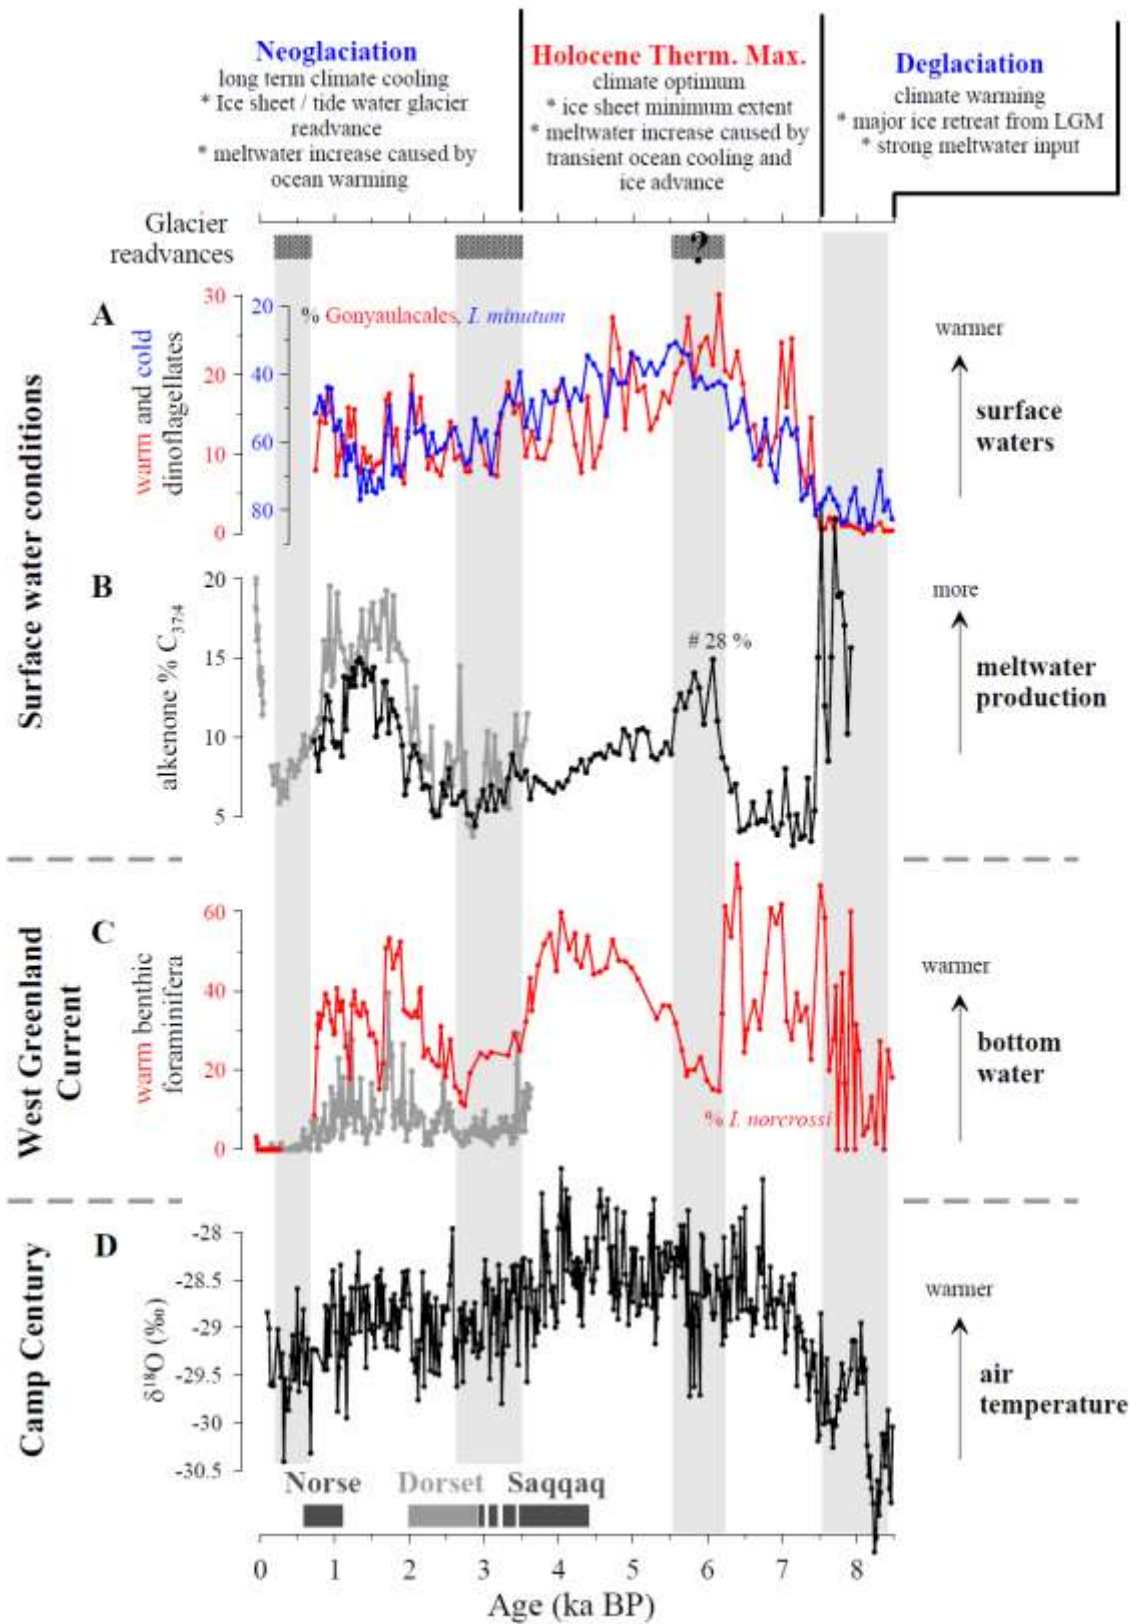 Neoglaciation
long term climate cooling
* Ice sheet / tide water glacier
readvance
* meltwater increase caused by
ocean warming
Holocene Therm. Max.
climate optimum
* ice sheet minimum extent
* meltwater increase caused by
transient ocean cooling and
ice advance
Deglaciation
climate warming
* major ice retreat from LGM
* strong meltwater input
Glacier
readvances
?
Surface water conditions
A
warm and cold
dinoflagellates
30
20
10
0
20
40
60
80
% Gonyaulacales, I. minutum
warmer
surface
waters
B
alkenone % C37:4
20
15
10
5
# 28 %
more
meltwater
production
West Greenland
Current
C
warm benthic
foraminifera
60
40
20
0
% I. norcrossi
warmer
bottom
water
Camp Century
D
δ18O (‰)
-28
-28.5
-29
-29.5
-30
-30.5
warmer
air
temperature
Norse
Dorset
Saqqaq
0 1 2 3 4 5 6 7 8
Age (ka BP)